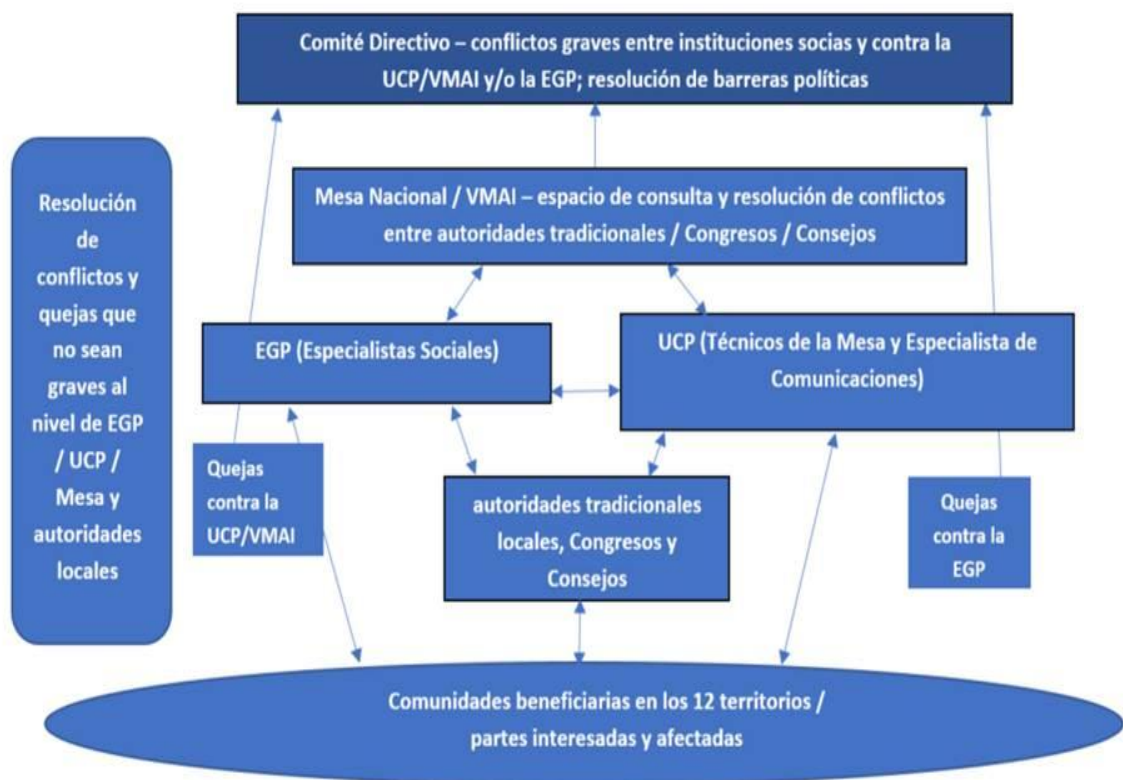 Comité Directivo – conflictos graves entre instituciones socias y contra la
UCP/VMAI y/o la EGP; resolución de barreras políticas
Resolución
de
conflictos y
quejas que
no sean
graves al
nivel de EGP
/ UCP /
Mesa y
autoridades
locales
Mesa Nacional / VMAI – espacio de consulta y resolución de conflictos
entre autoridades tradicionales / Congresos / Consejos
EGP (Especialistas Sociales)
UCP (Técnicos de la Mesa y Especialista de
Comunicaciones)
Quejas
contra la
UCP/VMAI
autoridades tradicionales
locales, Congresos y
Consejos
Quejas
contra la
EGP
Comunidades beneficiarias en los 12 territorios /
partes interesadas y afectadas